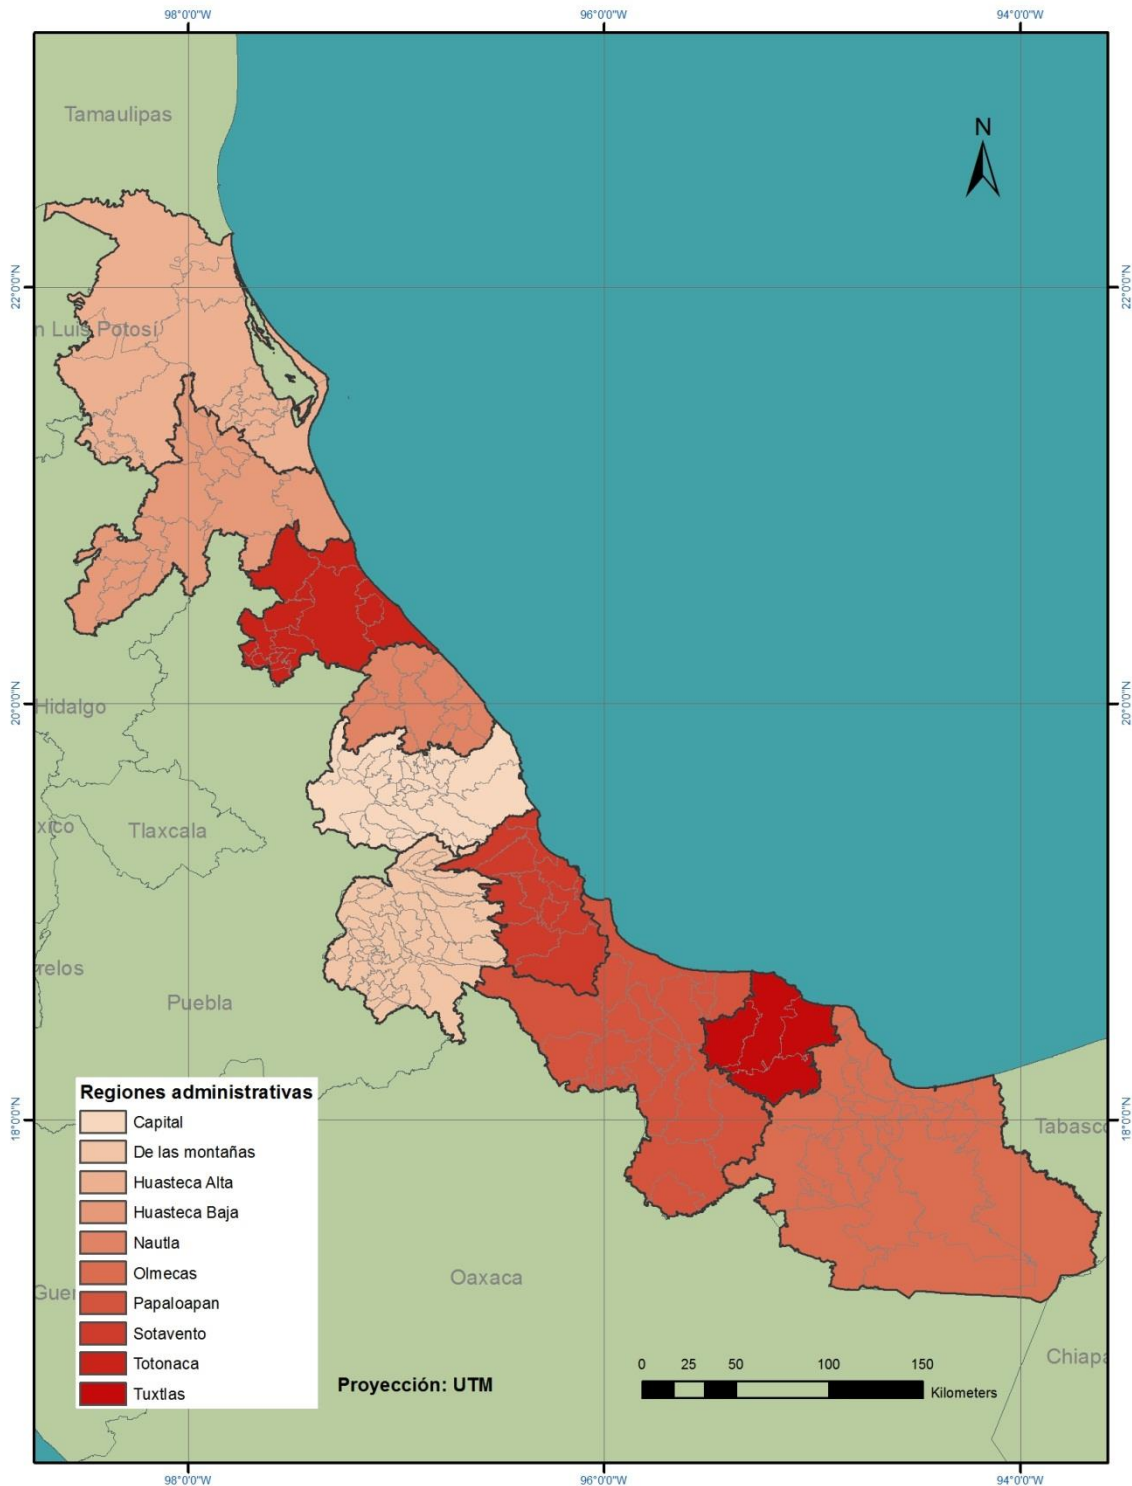 98°0'0"W 96°0'0"W 94°0'0"W
N
Tamaulipas
22°0'0"N 22°0'0"N
n Luis Potosí
20°0'0"N 20°0'0"N
Hidalgo
xico
Tlaxcala
relos
Puebla
Regiones administrativas
Capital
De las montañas
Huasteca Alta
Huasteca Baja
Nautla
Olmecas
Papaloapan
Sotavento
Totonaca
Tuxtlas
18°0'0"N 18°0'0"N
Tabasco
Guer
Oaxaca
Chiapa
0 25 50 100 150
Kilometers
Proyección: UTM
98°0'0"W 96°0'0"W 94°0'0"W